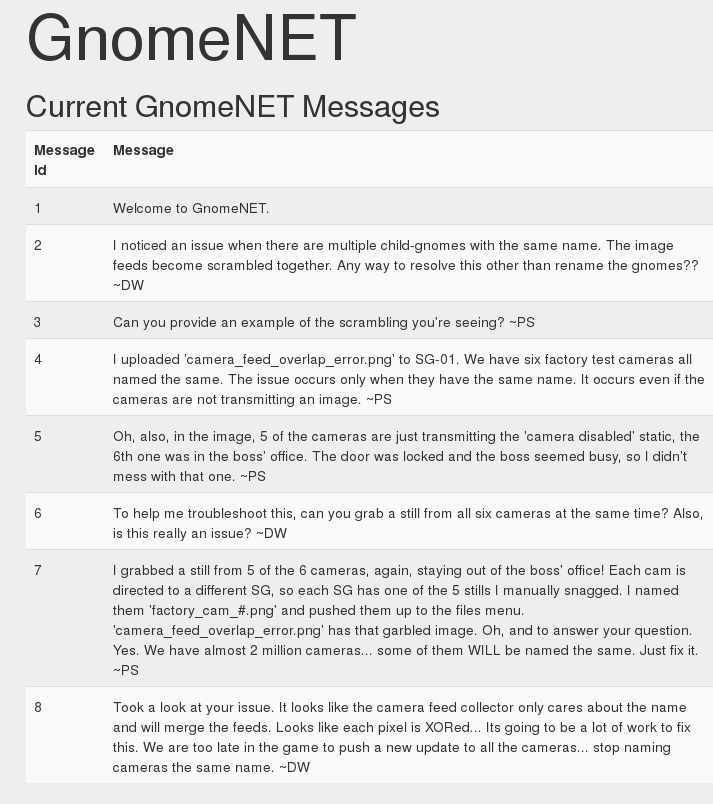 GnomeNET
Current GnomeNET Messages
Message Id Message
1 Welcome to GnomeNET.
2 I noticed an issue when there are multiple child-gnomes with the same name. The image
feeds become scrambled together. Any way to resolve this other than rename the gnomes??
~DW
3 Can you provide an example of the scrambling you're seeing? ~PS
4 I uploaded 'camera_feed_overlap_error.png' to SG-01. We have six factory test cameras all
named the same. The issue occurs only when they have the same name. It occurs even if the
cameras are not transmitting an image. ~PS
5 Oh, also, in the image, 5 of the cameras are just transmitting the 'camera disabled' static, the
6th one was in the boss' office. The door was locked and the boss seemed busy, so I didn't
mess with that one. ~PS
6 To help me troubleshoot this, can you grab a still from all six cameras at the same time? Also,
is this really an issue? ~DW
7 I grabbed a still from 5 of the 6 cameras, again, staying out of the boss' office! Each cam is
directed to a different SG, so each SG has one of the 5 stills I manually snagged. I named
them 'factory_cam_#.png' and pushed them up to the files menu.
'camera_feed_overlap_error.png' has that garbled image. Oh, and to answer your question.
Yes. We have almost 2 million cameras... some of them WILL be named the same. Just fix it.
~PS
8 Took a look at your issue. It looks like the camera feed collector only cares about the name
and will merge the feeds. Looks like each pixel is XORed... Its going to be a lot of work to fix
this. We are too late in the game to push a new update to all the cameras... stop naming
cameras the same name. ~DW